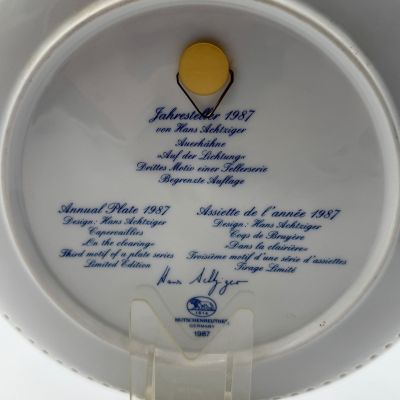 Jahresteller 1987
von Hans Achtziger
Auerhähne
»Auf der Lichtung«
Drittes Motiv einer Tellerserie
Begrenzte Auflage
Annual Plate 1987
Design: Hans Achtziger
Capercaillies
»On the clearing«
Third motif of a plate series
Limited Edition
Assiette de l'année 1987
Design: Hans Achtziger
Coqs de Bruyère
»Dans la clairière«
Troisième motif d'une série d'assiettes
Tirage Limité
Hans Achtziger
1814
HUTSCHENREUTHER
GERMANY
1987